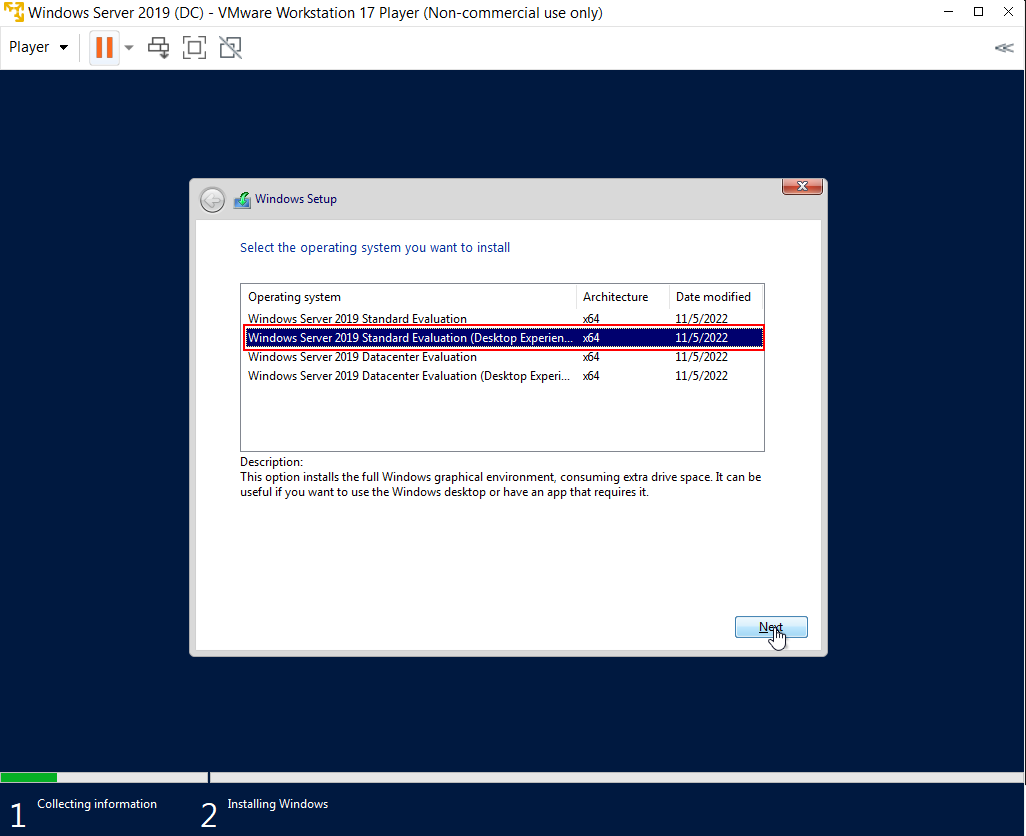 Windows Server 2019 (DC) - VMware Workstation 17 Player (Non-commercial use only)
Player
Windows Setup
Select the operating system you want to install
Operating system Architecture Date modified
Windows Server 2019 Standard Evaluation x64 11/5/2022
Windows Server 2019 Standard Evaluation (Desktop Experien... x64 11/5/2022
Windows Server 2019 Datacenter Evaluation x64 11/5/2022
Windows Server 2019 Datacenter Evaluation (Desktop Experi... x64 11/5/2022
Description:
This option installs the full Windows graphical environment, consuming extra drive space. It can be
useful if you want to use the Windows desktop or have an app that requires it.
Next
1 Collecting information 2 Installing Windows